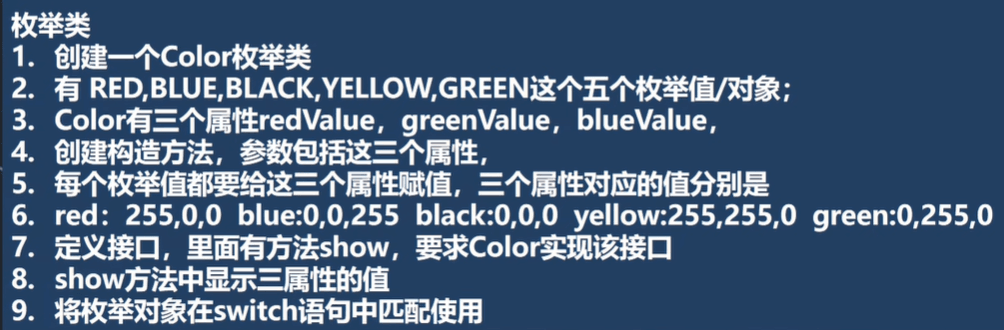 枚举类
1. 创建一个Color枚举类
2. 有 RED,BLUE,BLACK,YELLOW,GREEN这个五个枚举值/对象;
3. Color有三个属性redValue，greenValue，blueValue，
4. 创建构造方法，参数包括这三个属性，
5. 每个枚举值都要给这三个属性赋值，三个属性对应的值分别是
6. red：255,0,0 blue:0,0,255 black:0,0,0 yellow:255,255,0 green:0,255,0
7. 定义接口，里面有方法show，要求Color实现该接口
8. show方法中显示三属性的值
9. 将枚举对象在switch语句中匹配使用